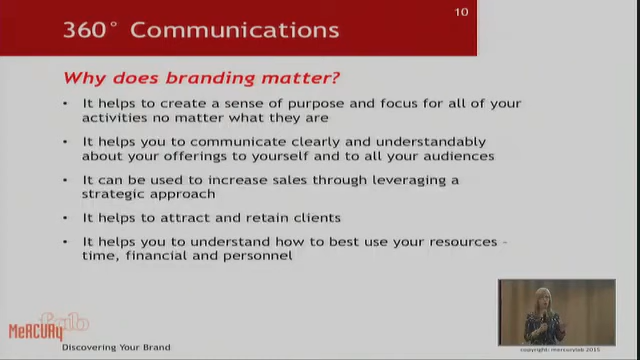 10
360° Communications
Why does branding matter?
• It helps to create a sense of purpose and focus for all of your
activities no matter what they are
• It helps you to communicate clearly and understandably
about your offerings to yourself and to all your audiences
• It can be used to increase sales through leveraging a
strategic approach
• It helps to attract and retain clients
• It helps you to understand how to best use your resources -
time, financial and personnel
MeRCURy lab
Discovering Your Brand
copyright: mercurylab 2015